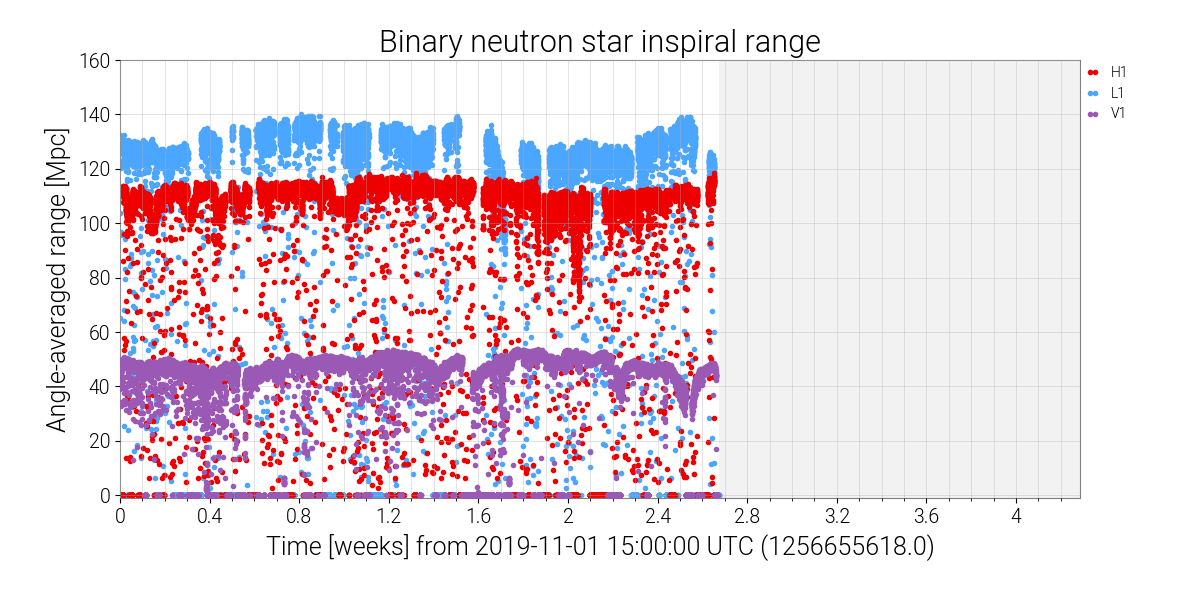 Binary neutron star inspiral range
Angle-averaged range [Mpc]
160
140
120
100
80
60
40
20
0
0 0.4 0.8 1.2 1.6 2 2.4 2.8 3.2 3.6 4
Time [weeks] from 2019-11-01 15:00:00 UTC (1256655618.0)
H1
L1
V1